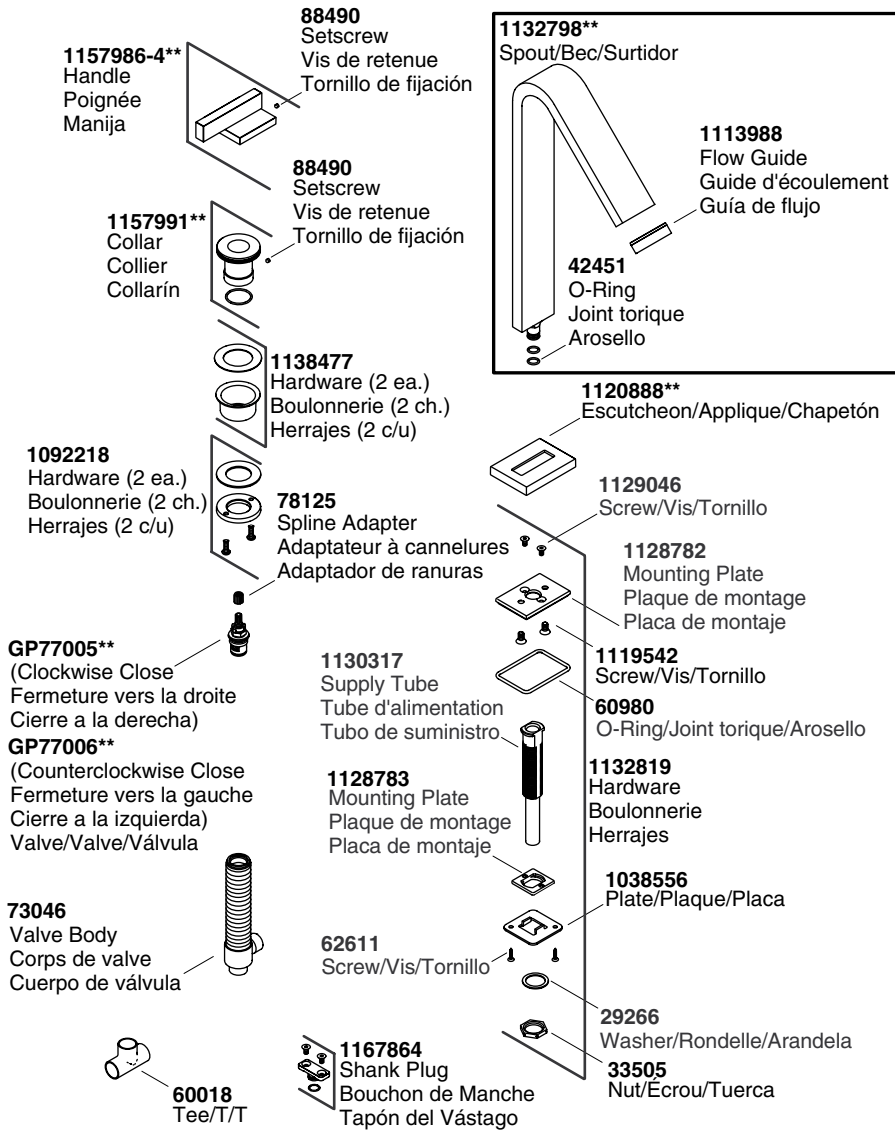 88490
Setscrew
Vis de retenue
Tornillo de fijación
1157986-4**
Handle
Poignée
Manija
88490
Setscrew
Vis de retenue
Tornillo de fijación
1157991**
Collar
Collier
Collarín
1138477
Hardware (2 ea.)
Boulonnerie (2 ch.)
Herrajes (2 c/u)
1092218
Hardware (2 ea.)
Boulonnerie (2 ch.)
Herrajes (2 c/u)
78125
Spline Adapter
Adaptateur à cannelures
Adaptador de ranuras
GP77005**
(Clockwise Close
Fermeture vers la droite
Cierre a la derecha)
GP77006**
(Counterclockwise Close
Fermeture vers la gauche
Cierre a la izquierda)
Valve/Valve/Válvula
73046
Valve Body
Corps de valve
Cuerpo de válvula
60018
Tee/T/T
1167864
Shank Plug
Bouchon de Manche
Tapón del Vástago
1132798**
Spout/Bec/Surtidor
1113988
Flow Guide
Guide d'écoulement
Guía de flujo
42451
O-Ring
Joint torique
Arosello
1120888**
Escutcheon/Applique/Chapetón
1129046
Screw/Vis/Tornillo
1128782
Mounting Plate
Plaque de montage
Placa de montaje
1119542
Screw/Vis/Tornillo
60980
O-Ring/Joint torique/Arosello
1130317
Supply Tube
Tube d'alimentation
Tubo de suministro
1132819
Hardware
Boulonnerie
Herrajes
1128783
Mounting Plate
Plaque de montage
Placa de montaje
1038556
Plate/Plaque/Placa
62611
Screw/Vis/Tornillo
29266
Washer/Rondelle/Arandela
33505
Nut/Écrou/Tuerca